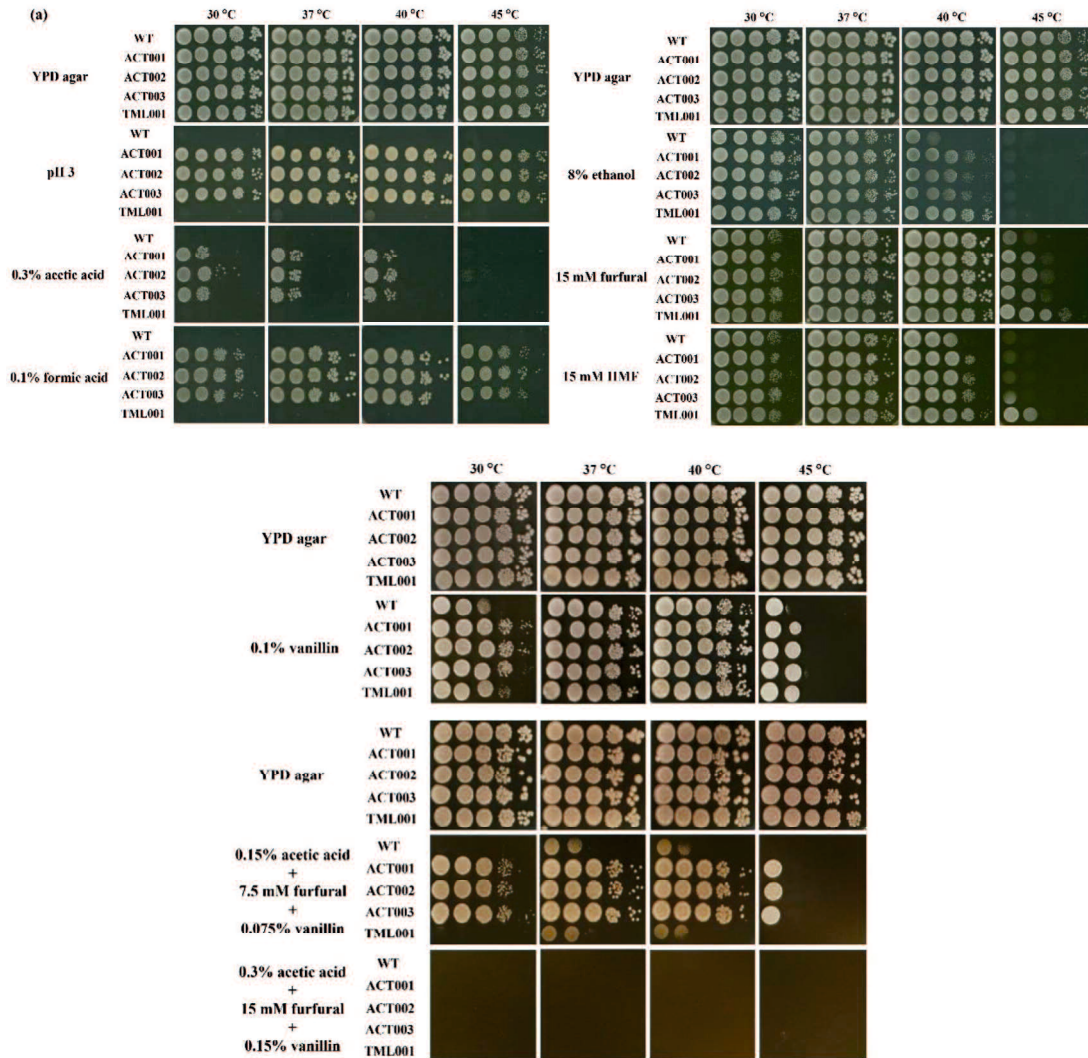 (a)
30 °C 37 °C 40 °C 45 °C
YPD agar
WT
ACT001
ACT002
ACT003
TML001
pH 3
WT
ACT001
ACT002
ACT003
TML001
0.3% acetic acid
WT
ACT001
ACT002
ACT003
TML001
0.1% formic acid
WT
ACT001
ACT002
ACT003
TML001
30 °C 37 °C 40 °C 45 °C
YPD agar
WT
ACT001
ACT002
ACT003
TML001
8% ethanol
WT
ACT001
ACT002
ACT003
TML001
15 mM furfural
WT
ACT001
ACT002
ACT003
TML001
15 mM HMF
WT
ACT001
ACT002
ACT003
TML001
30 °C 37 °C 40 °C 45 °C
YPD agar
WT
ACT001
ACT002
ACT003
TML001
0.1% vanillin
WT
ACT001
ACT002
ACT003
TML001
YPD agar
WT
ACT001
ACT002
ACT003
TML001
0.15% acetic acid
+
7.5 mM furfural
+
0.075% vanillin
WT
ACT001
ACT002
ACT003
TML001
0.3% acetic acid
+
15 mM furfural
+
0.15% vanillin
WT
ACT001
ACT002
ACT003
TML001